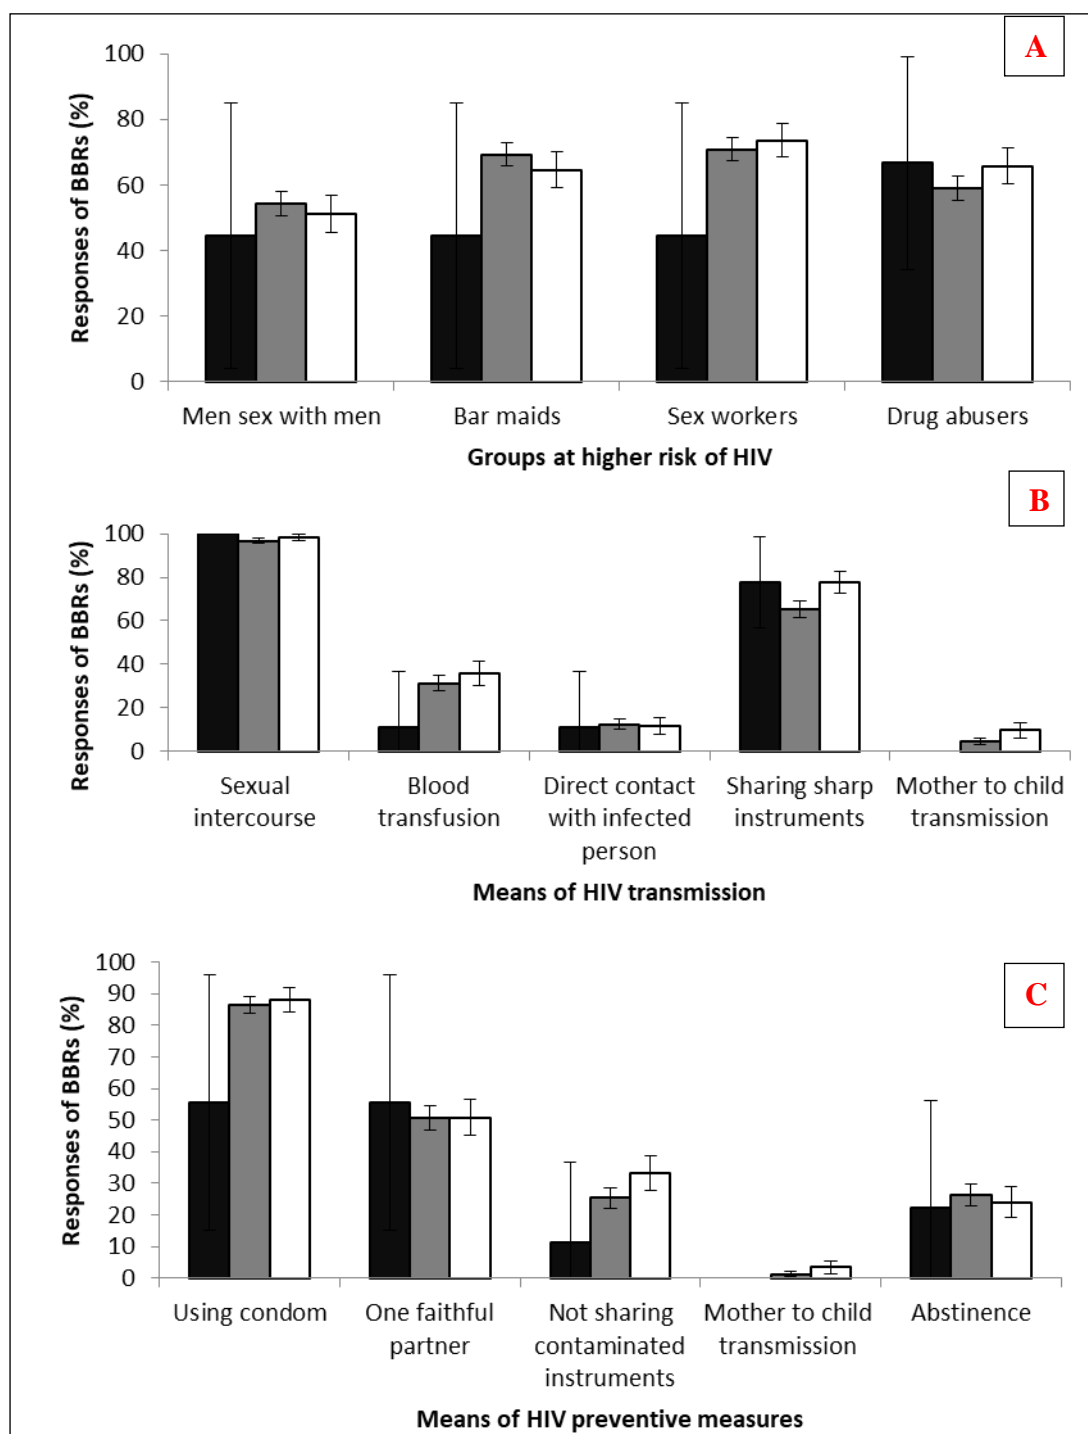 A
Responses of BBRs (%)
100
80
60
40
20
0
Men sex with men Bar maids Sex workers Drug abusers
Groups at higher risk of HIV
B
Responses of BBRs (%)
100
80
60
40
20
0
Sexual intercourse
Blood transfusion
Direct contact with infected person
Sharing sharp instruments
Mother to child transmission
Means of HIV transmission
C
Responses of BBRs (%)
100
90
80
70
60
50
40
30
20
10
0
Using condom
One faithful partner
Not sharing contaminated instruments
Mother to child transmission
Abstinence
Means of HIV preventive measures